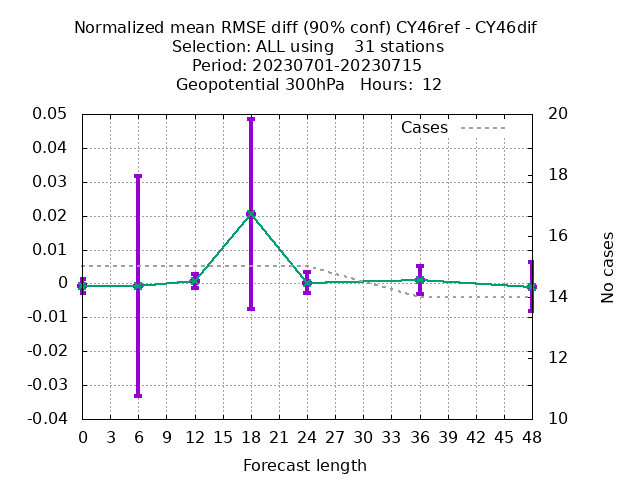 Normalized mean RMSE diff (90% conf) CY46ref - CY46dif
Selection: ALL using    31 stations
Period: 20230701-20230715
Geopotential 300hPa   Hours:  12
Cases
0.05
0.04
0.03
0.02
0.01
0
-0.01
-0.02
-0.03
-0.04
20
18
16
14
12
10
No cases
0 3 6 9 12 15 18 21 24 27 30 33 36 39 42 45 48
Forecast length